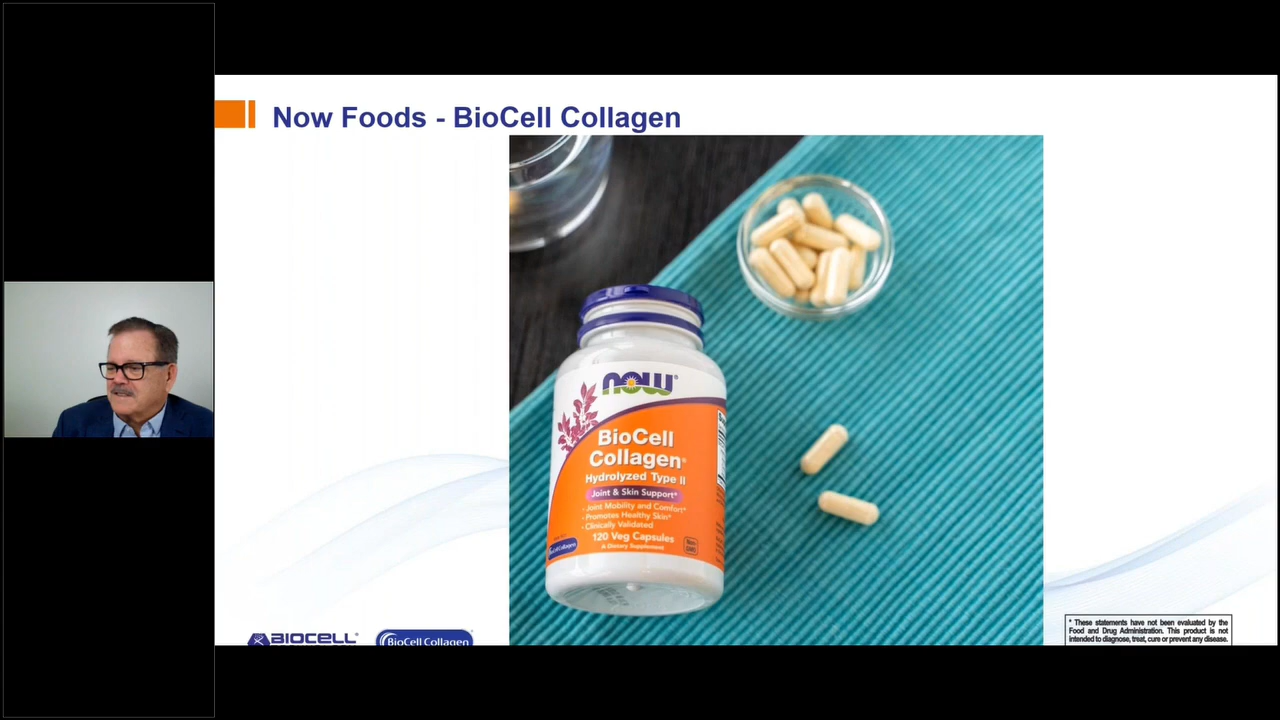 Now Foods - BioCell Collagen
NOW®
BioCell
Collagen®
Hydrolyzed Type II
Joint & Skin Support*
• Joint Mobility and Comfort*
• Promotes Healthy Skin*
• Clinically Validated
120 Veg Capsules
A Dietary Supplement
Non-
GMO
BIOCELL®
BioCell Collagen
* These statements have not been evaluated by the
Food and Drug Administration. This product is not
intended to diagnose, treat, cure or prevent any disease.